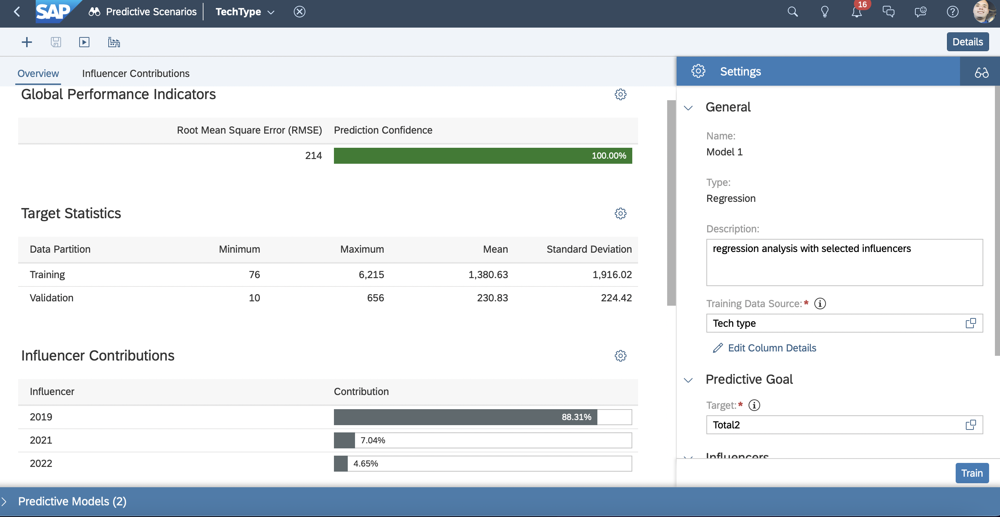 SAP Predictive Scenarios TechType 16
Details
Overview Influencer Contributions
Settings
Global Performance Indicators
Root Mean Square Error (RMSE) Prediction Confidence
214 100.00%
Target Statistics
Data Partition Minimum Maximum Mean Standard Deviation
Training 76 6,215 1,380.63 1,916.02
Validation 10 656 230.83 224.42
Influencer Contributions
Influencer Contribution
2019 88.31%
2021 7.04%
2022 4.65%
General
Name:
Model 1
Type:
Regression
Description:
regression analysis with selected influencers
Training Data Source:*
Tech type
Edit Column Details
Predictive Goal
Target:*
Total2
Influencers
Train
Predictive Models (2)